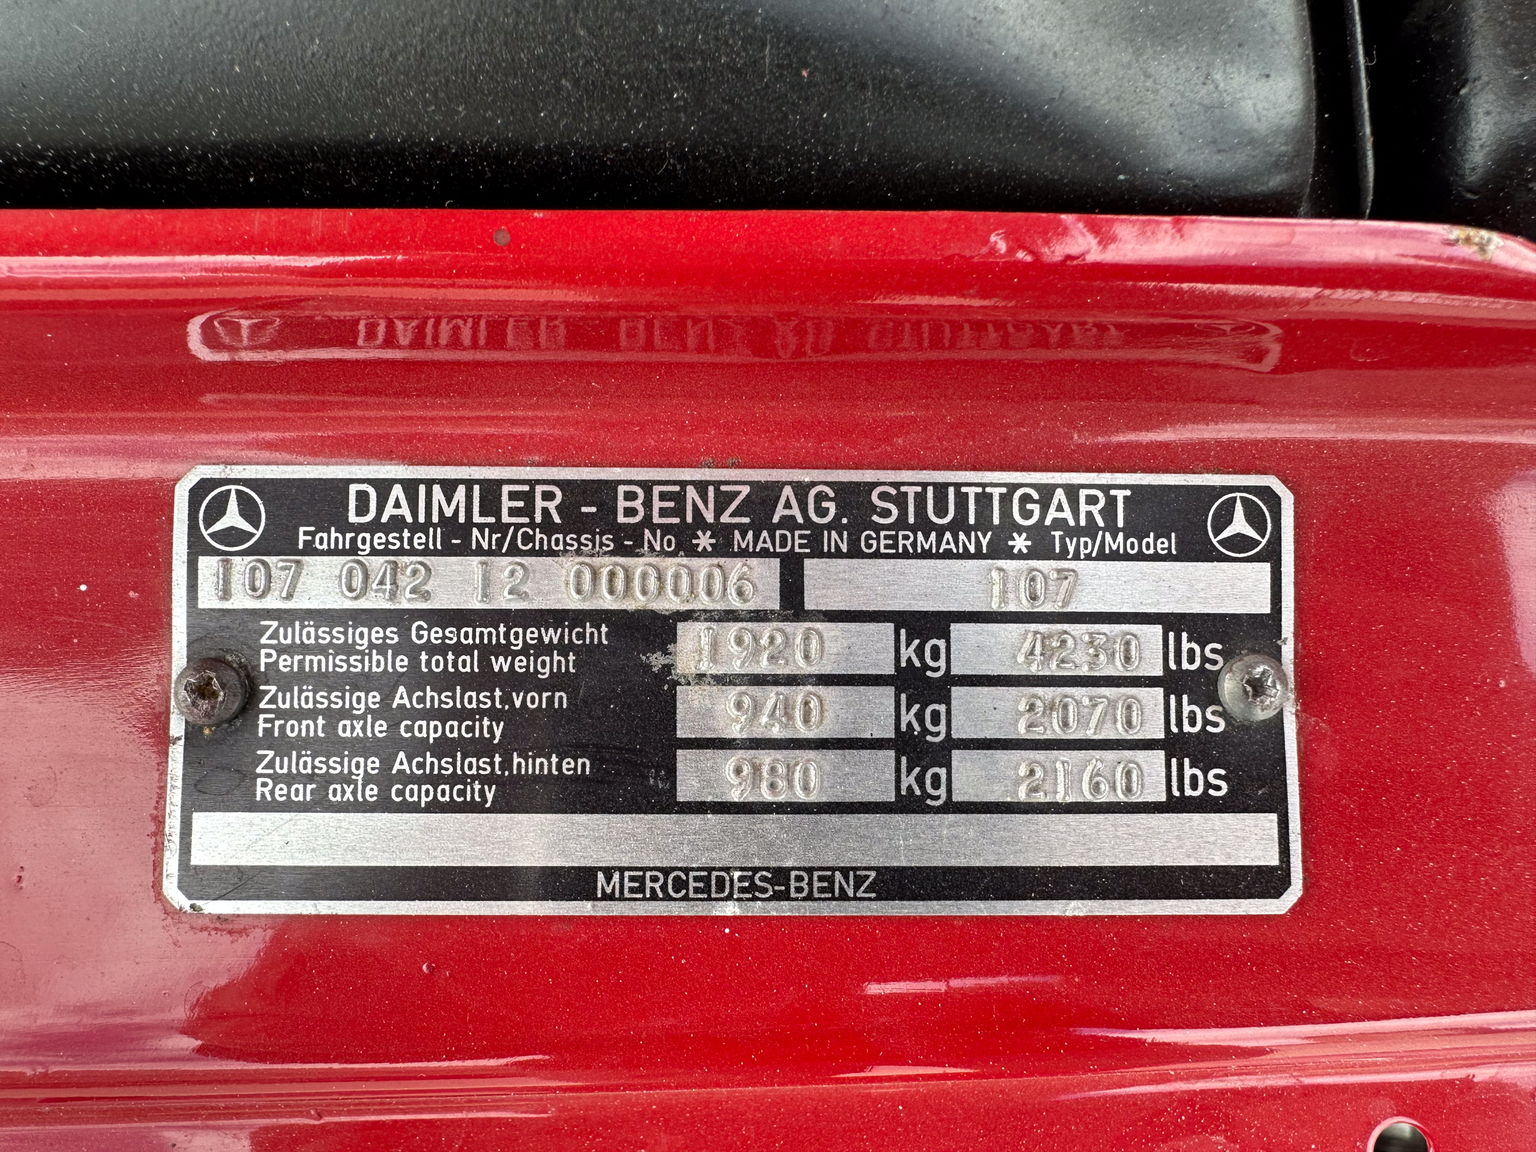 DAIMLER - BENZ AG. STUTTGART
Fahrgestell - Nr/Chassis - No * MADE IN GERMANY * Typ/Model
107 042 12 000006 107
Zulässiges Gesamtgewicht
Permissible total weight 1920 kg 4230 lbs
Zulässige Achslast,vorn
Front axle capacity 940 kg 2070 lbs
Zulässige Achslast,hinten
Rear axle capacity 980 kg 2160 lbs
MERCEDES-BENZ